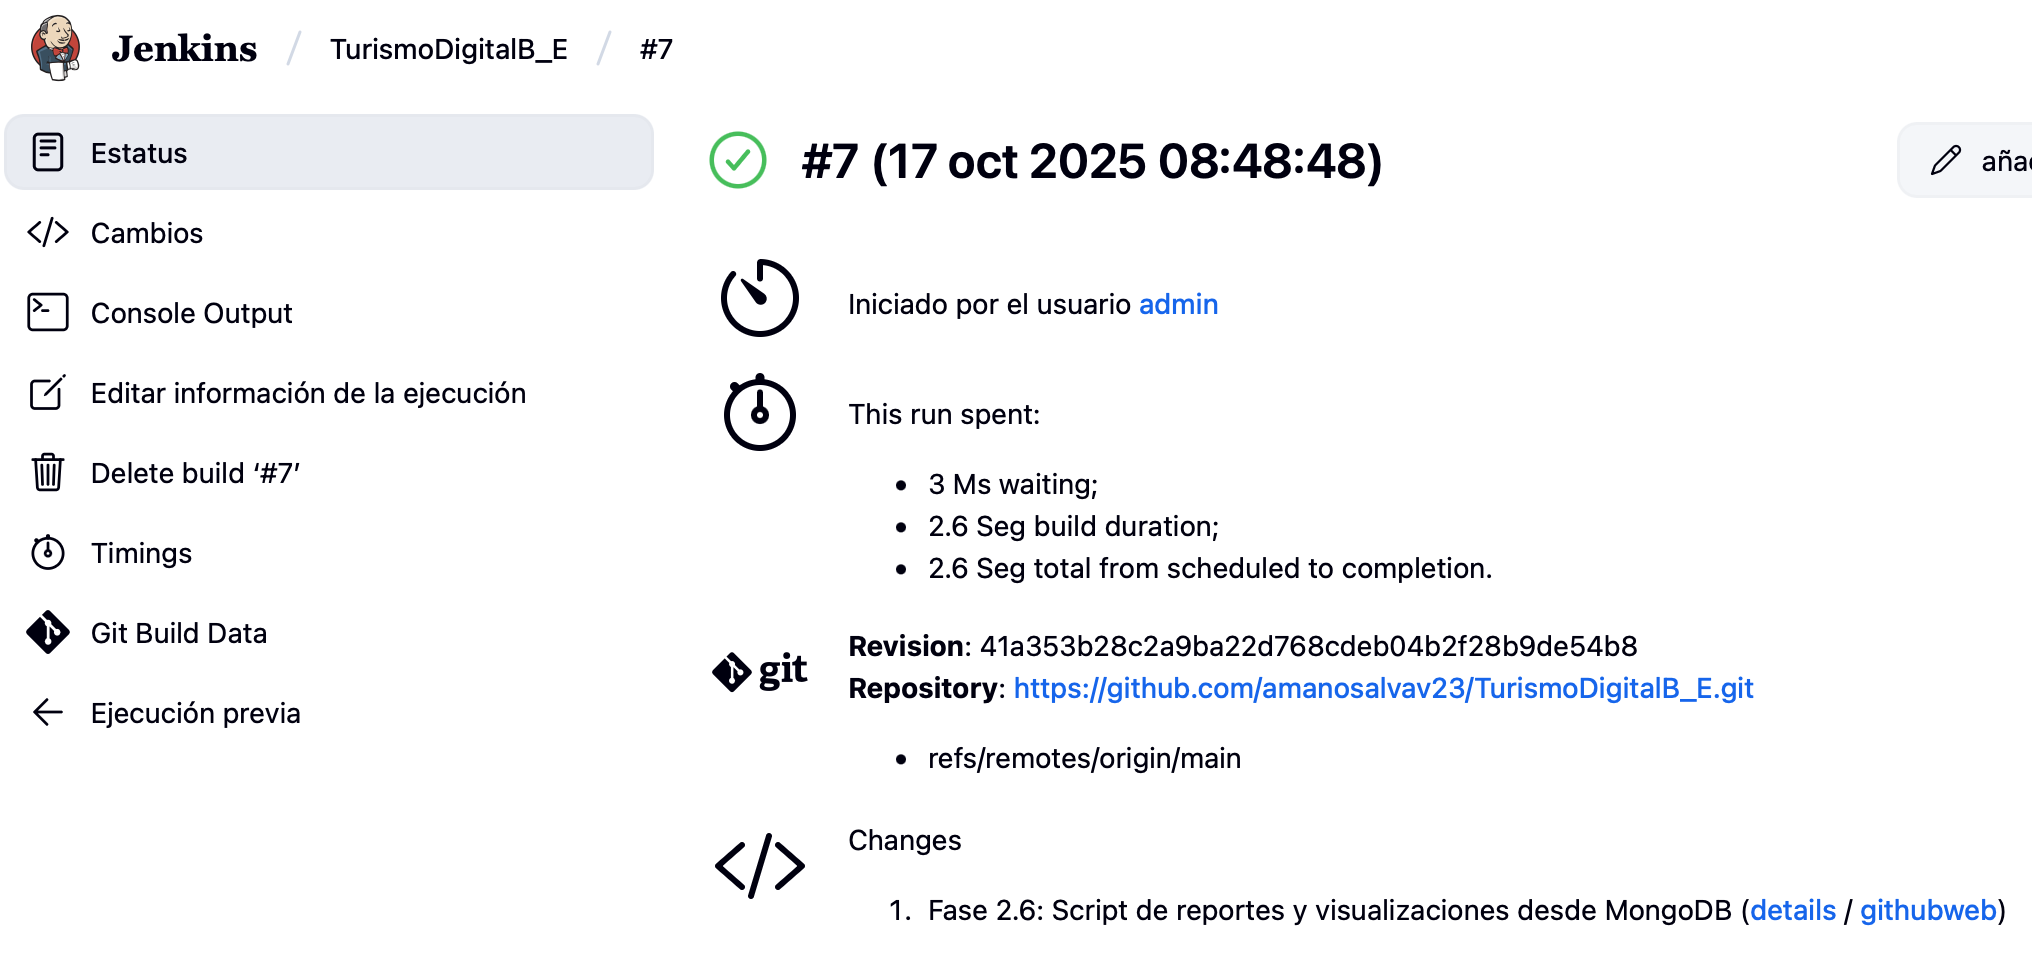 Jenkins / TurismoDigitalB_E / #7
Estatus
Cambios
Console Output
Editar información de la ejecución
Delete build ‘#7’
Timings
Git Build Data
Ejecución previa
#7 (17 oct 2025 08:48:48)
Iniciado por el usuario admin
This run spent:
• 3 Ms waiting;
• 2.6 Seg build duration;
• 2.6 Seg total from scheduled to completion.
git
Revision: 41a353b28c2a9ba22d768cdeb04b2f28b9de54b8
Repository: https://github.com/amanosalvav23/TurismoDigitalB_E.git
• refs/remotes/origin/main
Changes
1. Fase 2.6: Script de reportes y visualizaciones desde MongoDB (details / githubweb)